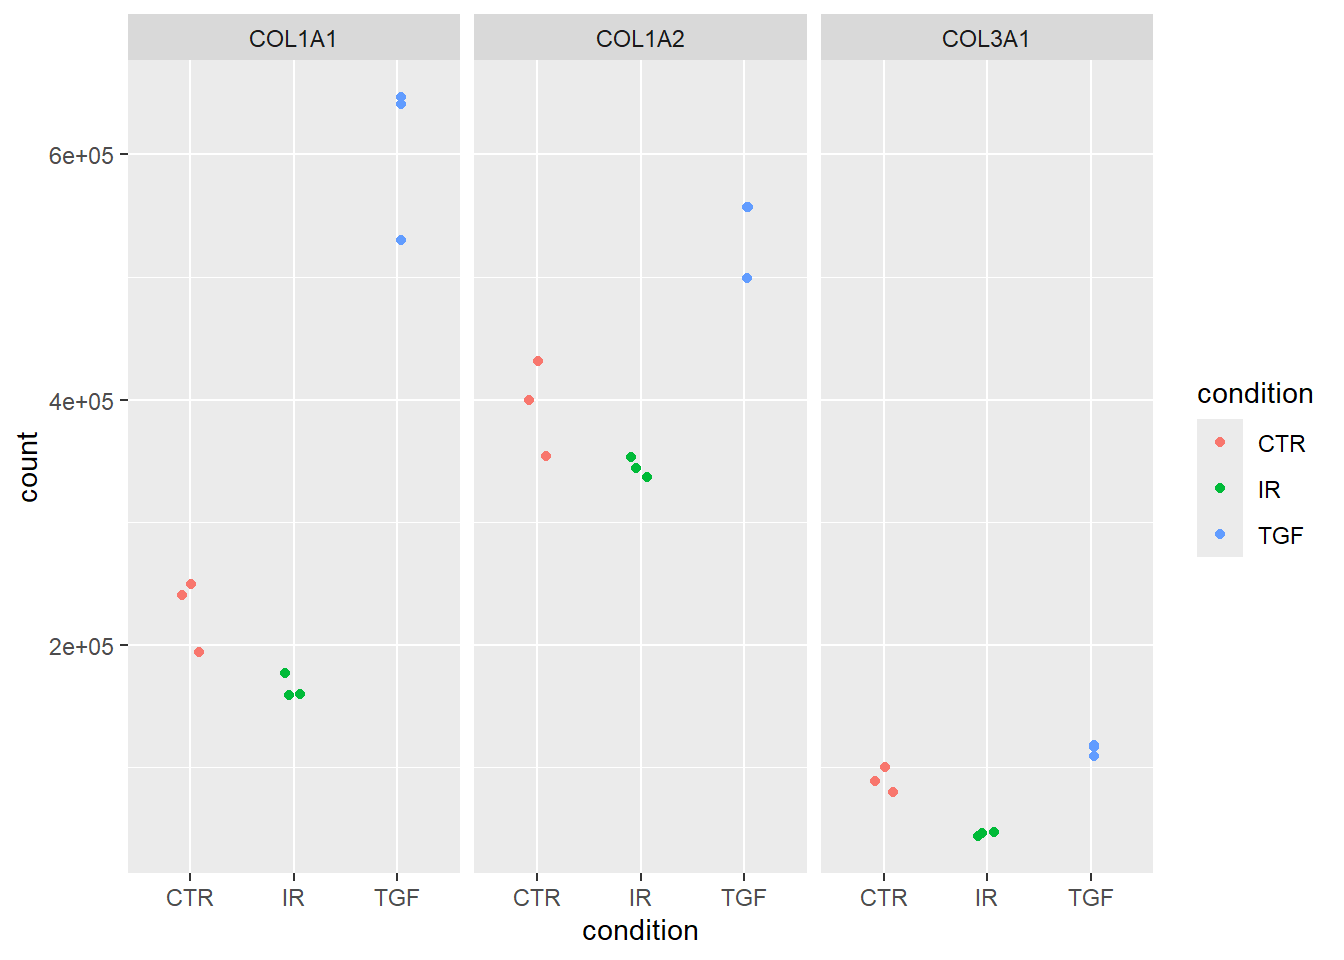 COL1A1 COL1A2 COL3A1
6e+05
4e+05
2e+05
count
CTR IR TGF CTR IR TGF CTR IR TGF
condition
condition
CTR
IR
TGF